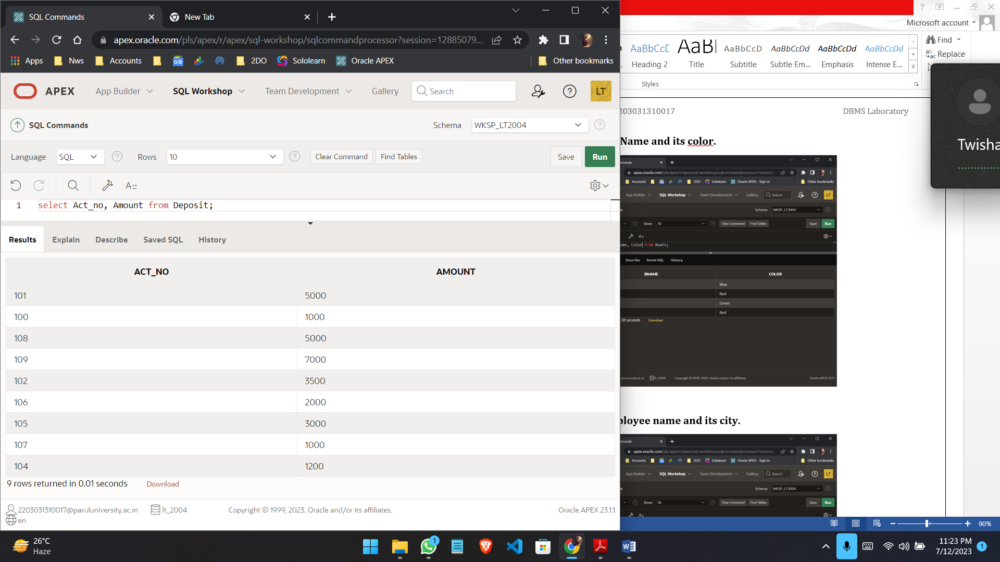 SQL Commands
New Tab
apex.oracle.com/pls/apex/r/apex/sql-workshop/sqlcommandprocessor?session=12885079...
Apps
Nws
Accounts
2DO
Sololearn
Oracle APEX
Other bookmarks
APEX
App Builder
SQL Workshop
Team Development
Gallery
Search
LT
SQL Commands
Schema
WKSP_LT2004
Language
SQL
Rows
10
Clear Command
Find Tables
Save
Run
1 select Act_no, Amount from Deposit;
Results
Explain
Describe
Saved SQL
History
ACT_NO AMOUNT
101 5000
100 1000
108 5000
109 7000
102 3500
106 2000
105 3000
107 1000
104 1200
9 rows returned in 0.01 seconds
Download
2203031310017@paruluniversity.ac.in
lt_2004
Copyright © 1999, 2023, Oracle and/or its affiliates.
Oracle APEX 23.1.1
en
Microsoft account
AaBbCcD
AaBbCcD
AaBbCcDd
AaBbCcDd
AaBbCcDd
Heading 2
Title
Subtitle
Subtle Em...
Emphasis
Intense E...
Styles
Find
Replace
Twisha
203031310017
DBMS Laboratory
Name and its color.
apex.oracle.com/pls/apex/r/apex/sql-workshop/sqlcommandprocessor?session...
Accounts
2DO
Sololearn
Oracle APEX - Sign In
Other bookmarks
App Builder
SQL Workshop
Team Development
Gallery
Search
LT
Schema
WKSP_LT2004
Rows
10
Clear Command
Find Tables
Save
Run
ame, Color from Boats;
Describe
Saved SQL
History
BNAME COLOR
Blue
Red
Green
Red
.38 seconds
Download
lt_2004
Copyright © 1999, 2023, Oracle and/or its affiliates.
Oracle APEX 23.1.1
ployee name and its city.
apex.oracle.com/pls/apex/r/apex/sql-workshop/sqlcommandprocessor?session...
Accounts
2DO
Sololearn
Oracle APEX - Sign In
Other bookmarks
App Builder
SQL Workshop
Team Development
Gallery
Search
LT
Schema
WKSP_LT2004
Rows
10
Clear Command
Find Tables
Save
Run
90%
26°C
Haze
1
11:23 PM
7/12/2023
1